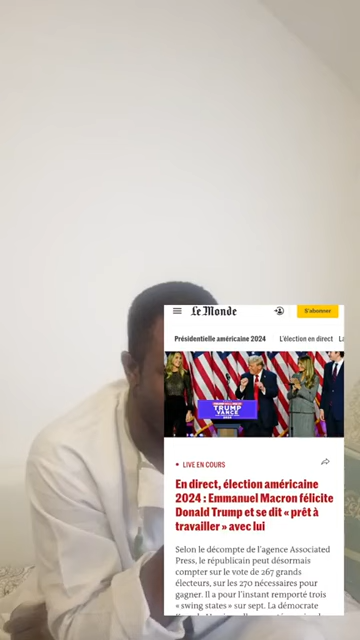 Le Monde
S'abonner
Présidentielle américaine 2024 L'élection en direct
TRUMP
VANCE
LIVE EN COURS
En direct, élection américaine
2024 : Emmanuel Macron félicite
Donald Trump et se dit « prêt à
travailler » avec lui
Selon le décompte de l'agence Associated
Press, le républicain peut désormais
compter sur le vote de 267 grands
électeurs, sur les 270 nécessaires pour
gagner. Il a pour l'instant remporté trois
« swing states » sur sept. La démocrate